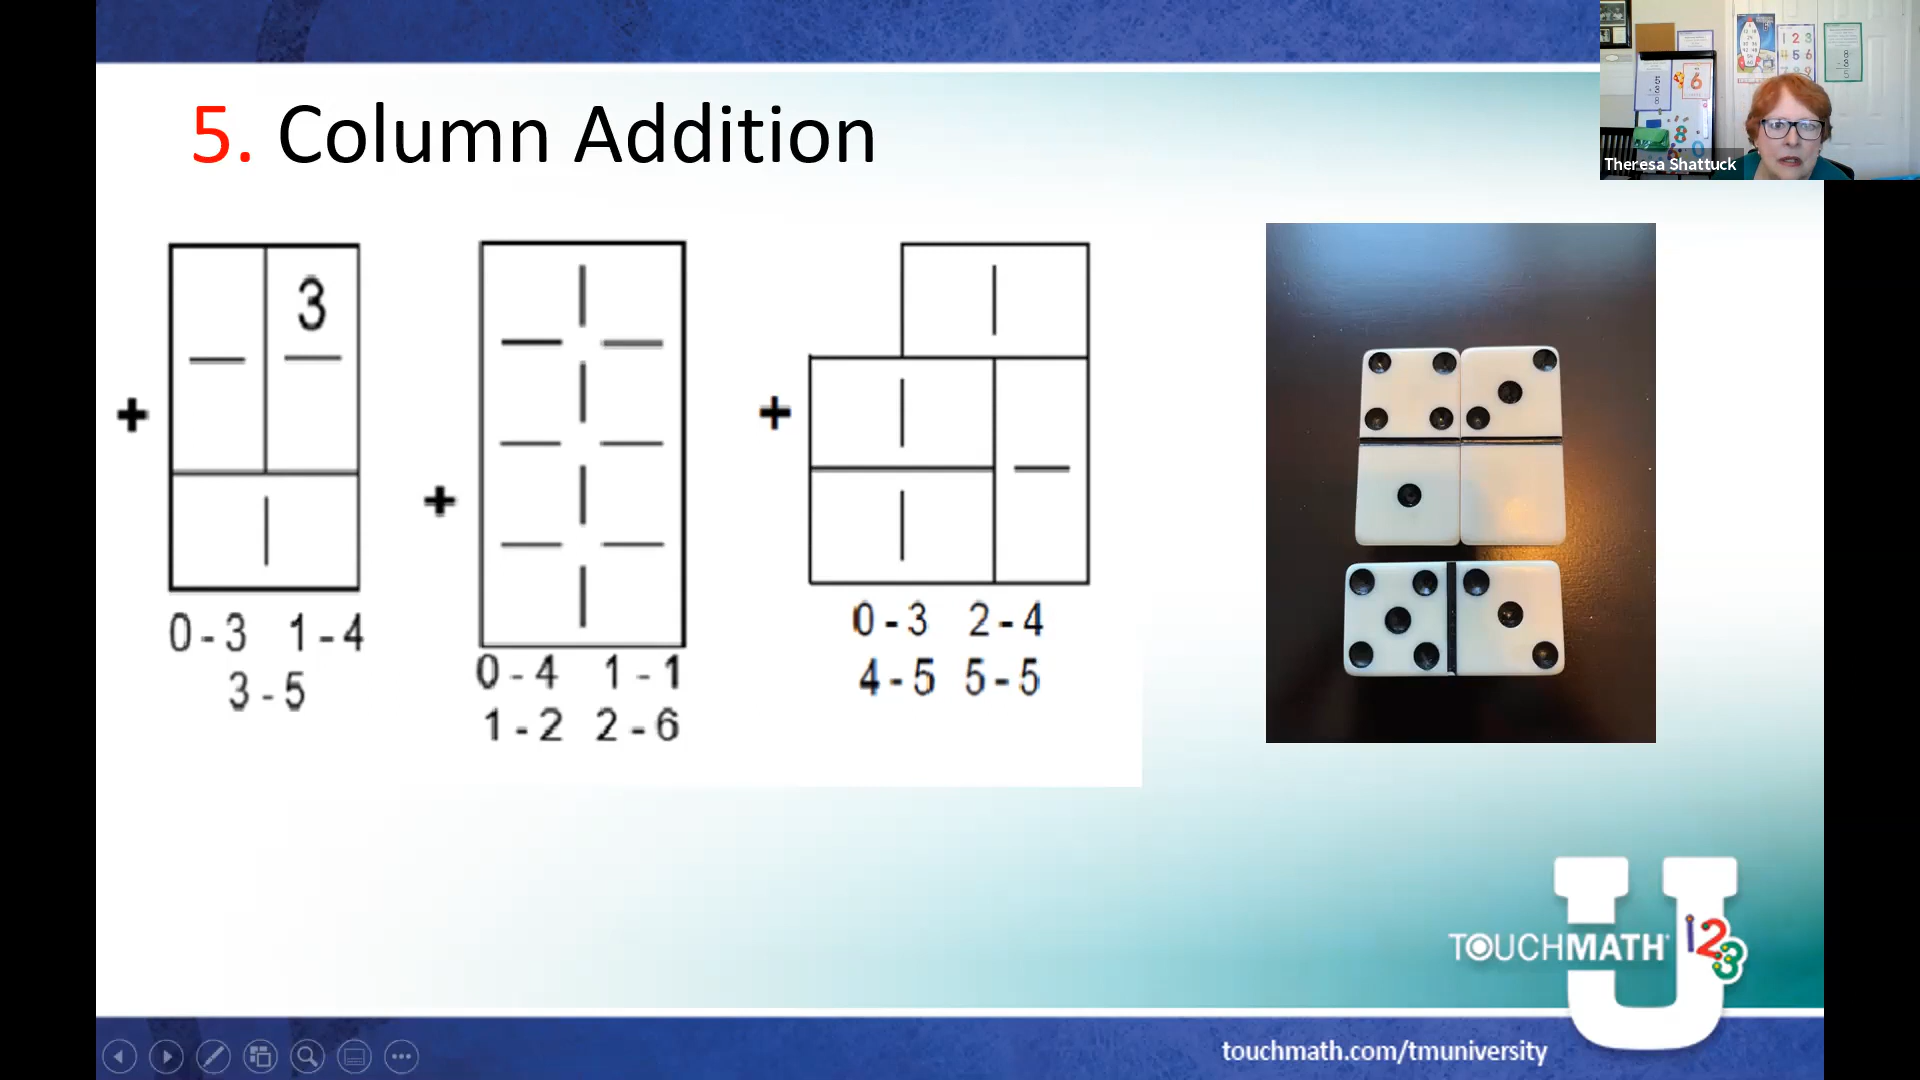 5. Column Addition
Theresa Shattuck
3
+
+
+
0 - 3 1 - 4
3 - 5
0 - 4 1 - 1
1 - 2 2 - 6
0 - 3 2 - 4
4 - 5 5 - 5
TOUCHMATH 123
U
touchmath.com/tmuniversity